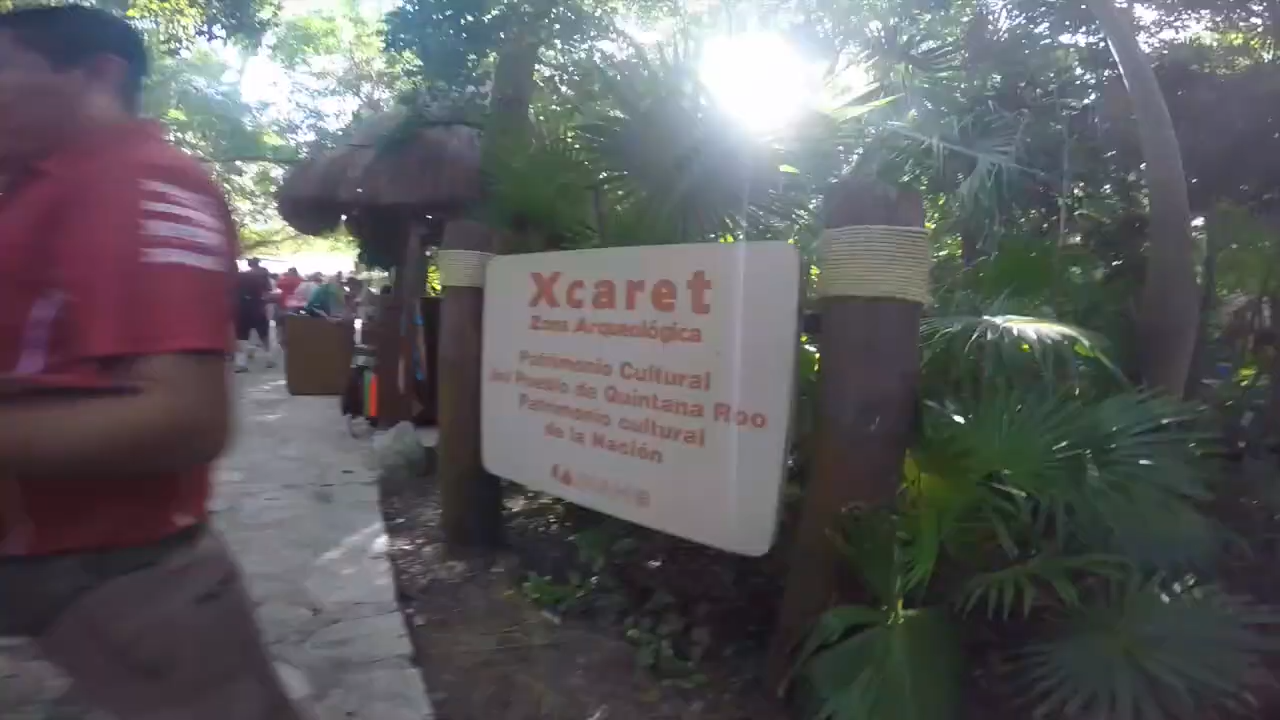 Xcaret
Zona Arqueológica
Patrimonio Cultural
del Pueblo de Quintana Roo
Patrimonio cultural
de la Nación